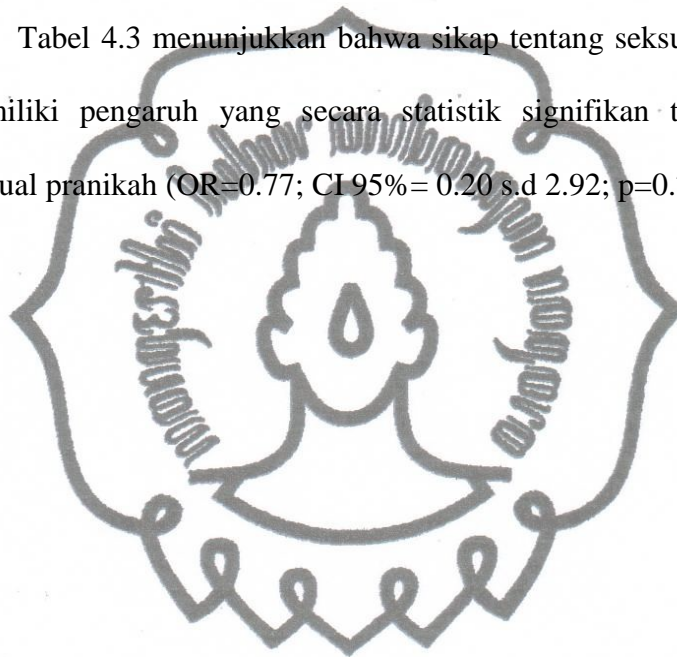 Tabel 4.3 menunjukkan bahwa sikap tentang seksu
iliki pengaruh yang secara statistik signifikan t
ual pranikah (OR=0.77; CI 95%= 0.20 s.d 2.92; p=0.